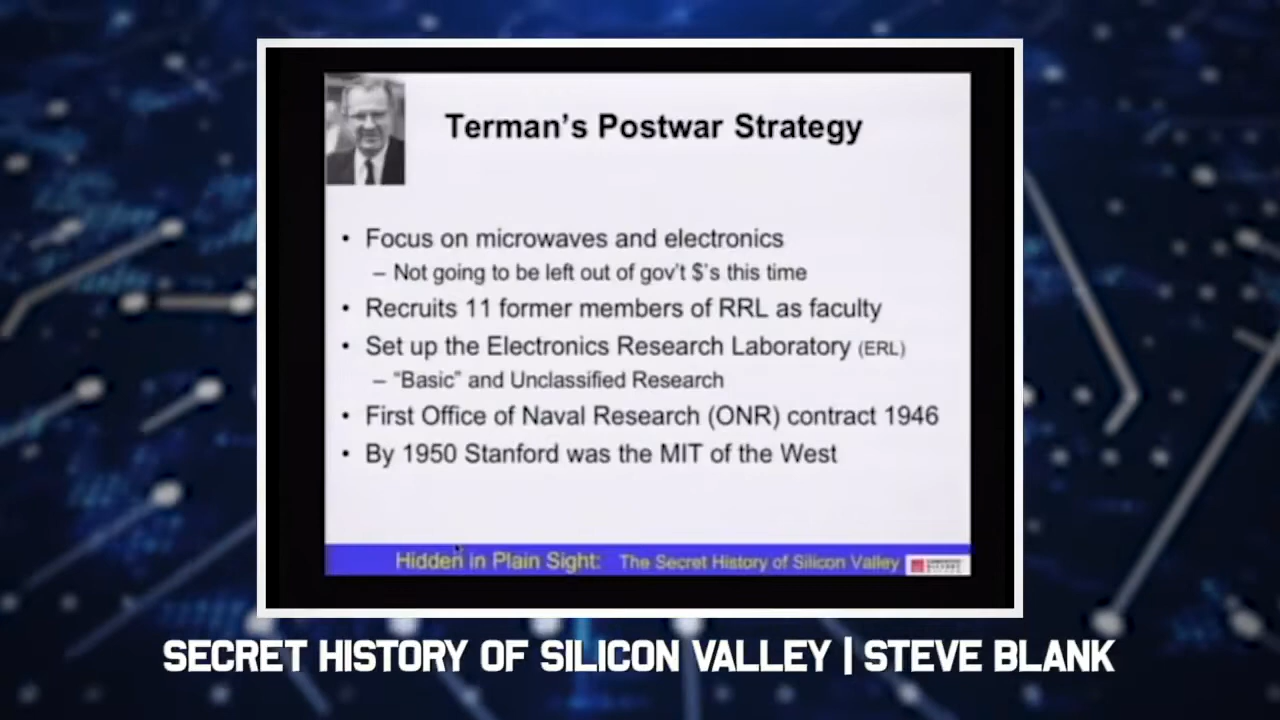 Terman's Postwar Strategy
• Focus on microwaves and electronics
– Not going to be left out of gov't $'s this time
• Recruits 11 former members of RRL as faculty
• Set up the Electronics Research Laboratory (ERL)
– “Basic” and Unclassified Research
• First Office of Naval Research (ONR) contract 1946
• By 1950 Stanford was the MIT of the West
Hidden in Plain Sight: The Secret History of Silicon Valley
SECRET HISTORY OF SILICON VALLEY | STEVE BLANK